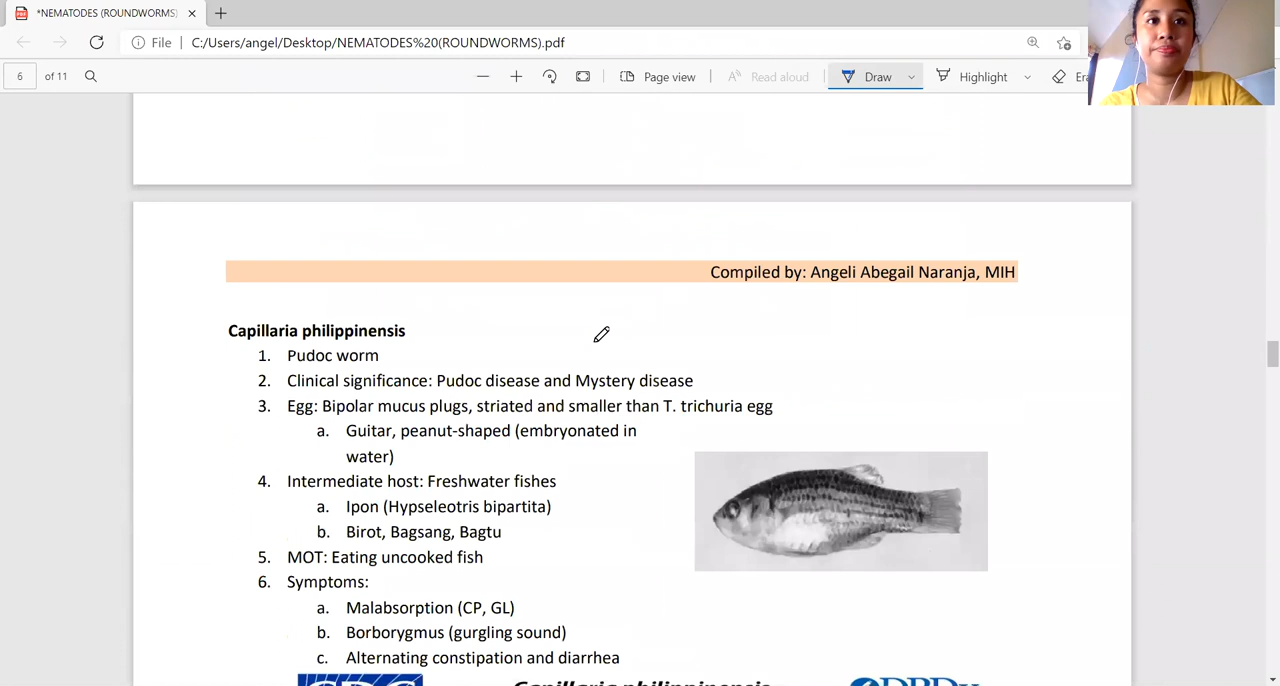 *NEMATODES (ROUNDWORMS)
File C:/Users/angel/Desktop/NEMATODES%20(ROUNDWORMS).pdf
6 of 11 Page view Read aloud Draw Highlight Era
Compiled by: Angeli Abegail Naranja, MIH
Capillaria philippinensis
1. Pudoc worm
2. Clinical significance: Pudoc disease and Mystery disease
3. Egg: Bipolar mucus plugs, striated and smaller than T. trichuria egg
a. Guitar, peanut-shaped (embryonated in
water)
4. Intermediate host: Freshwater fishes
a. Ipon (Hypseleotris bipartita)
b. Birot, Bagsang, Bagtu
5. MOT: Eating uncooked fish
6. Symptoms:
a. Malabsorption (CP, GL)
b. Borborygmus (gurgling sound)
c. Alternating constipation and diarrhea
Capillaria philippinensis